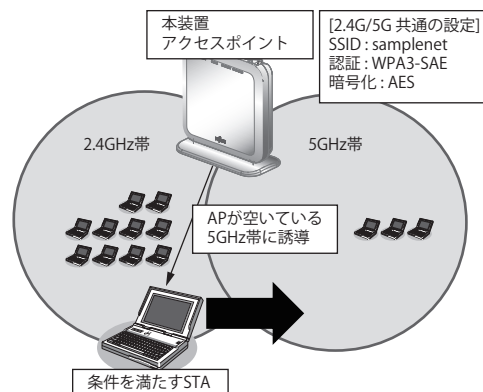 本装置
アクセスポイント
[2.4G/5G 共通の設定]
SSID : samplenet
認証 : WPA3-SAE
暗号化 : AES
2.4GHz帯
5GHz帯
APが空いている
5GHz帯に誘導
条件を満たすSTA